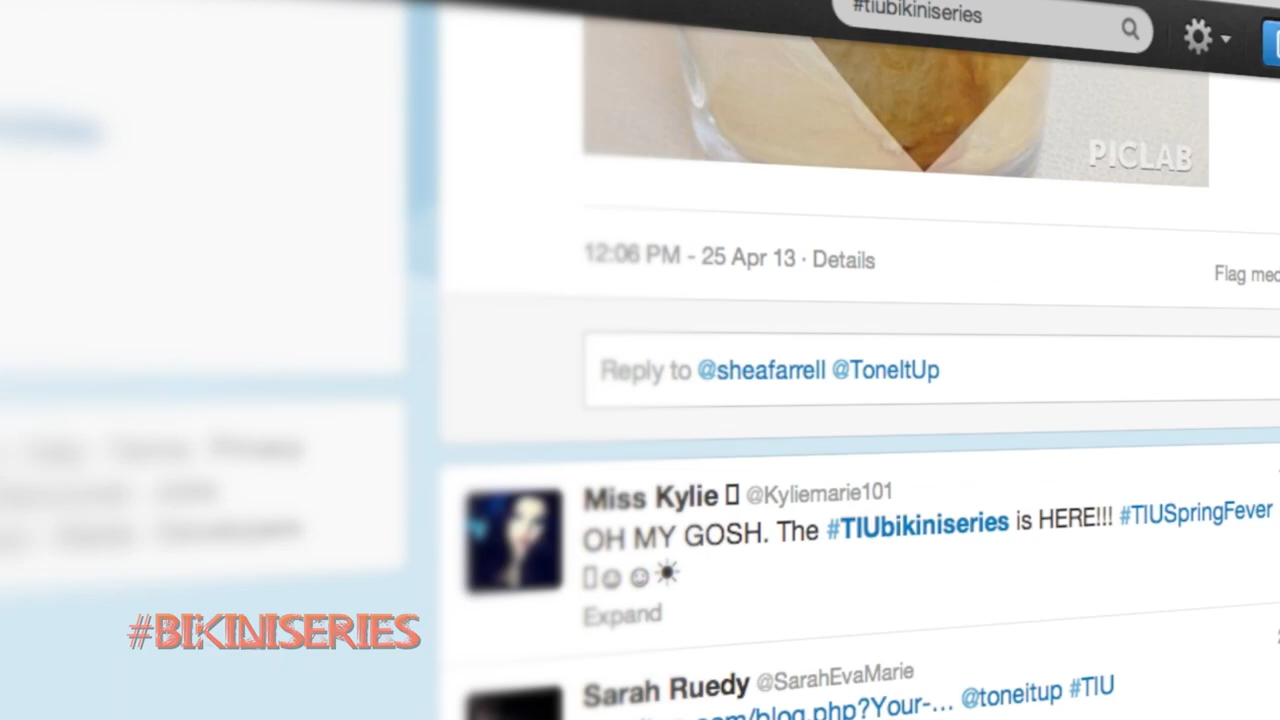 #tiubikiniseries
PICLAB
12:06 PM - 25 Apr 13 · Details
Flag
Reply to @sheafarrell @ToneItUp
Miss Kylie @Kyliemarie101
OH MY GOSH. The #TIUbikiniseries is HERE!!! #TIUSpringFever
Expand
#BIKINISERIES
Sarah Ruedy @SarahEvaMarie
.com/blog.php?Your-... @toneitup #TIU